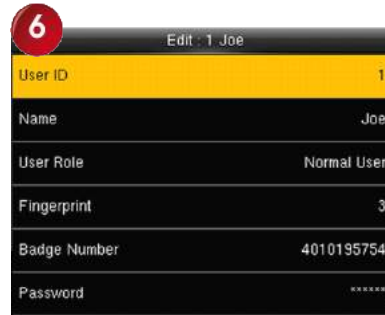 6
Edit : 1 Joe
User ID 1
Name Joe
User Role Normal User
Fingerprint 3
Badge Number 4010195754
Password ******